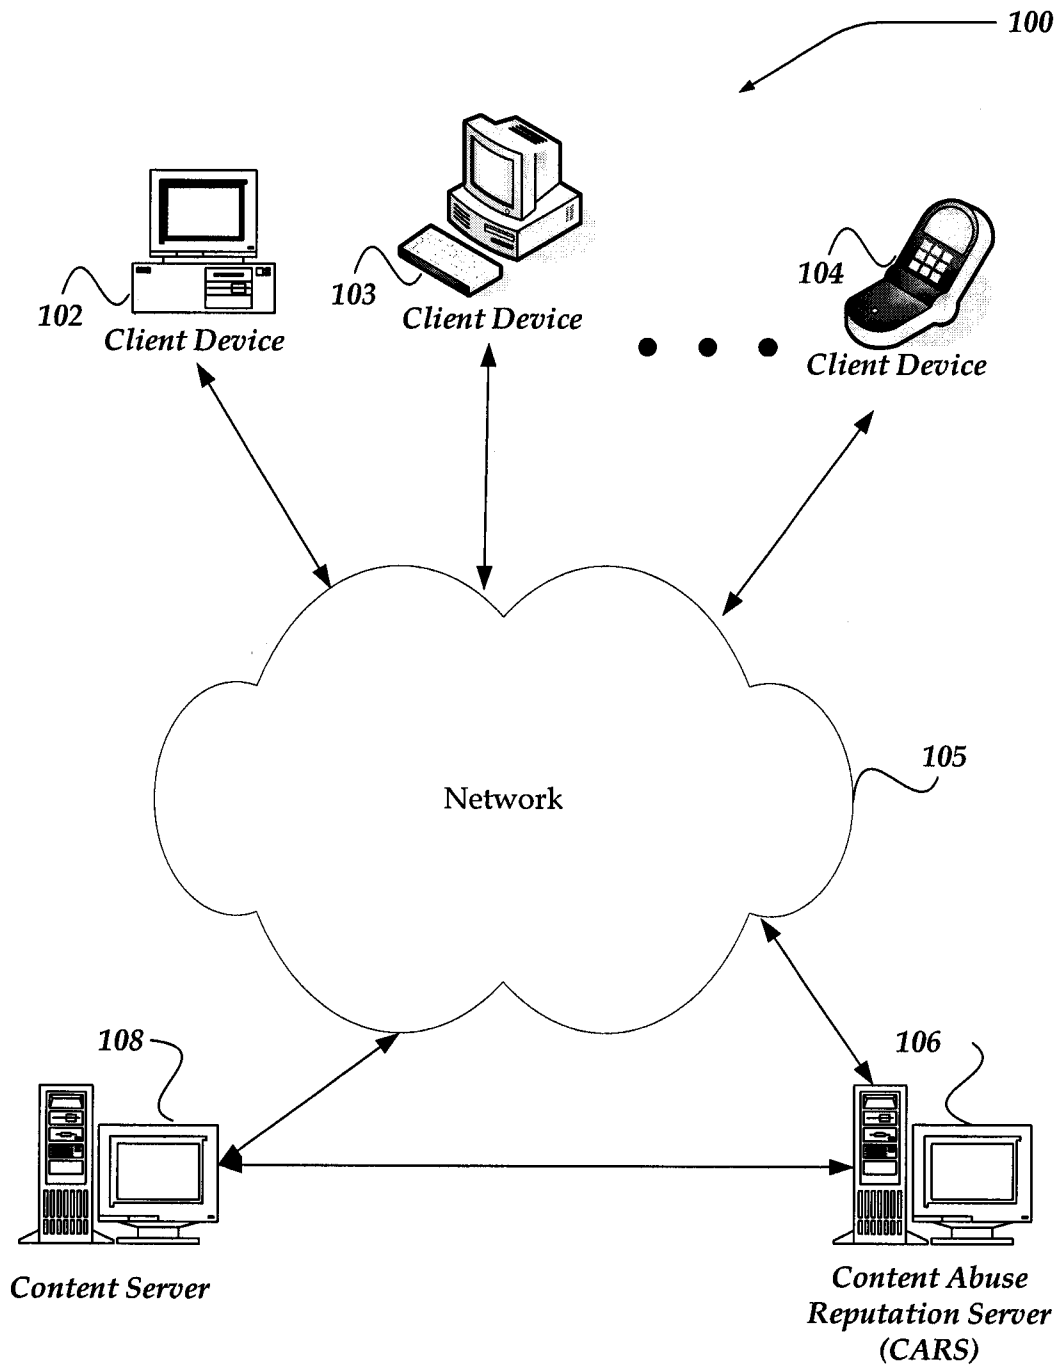 100
102
Client Device
103
Client Device
104
Client Device
Network
105
108
Content Server
106
Content Abuse
Reputation Server
(CARS)